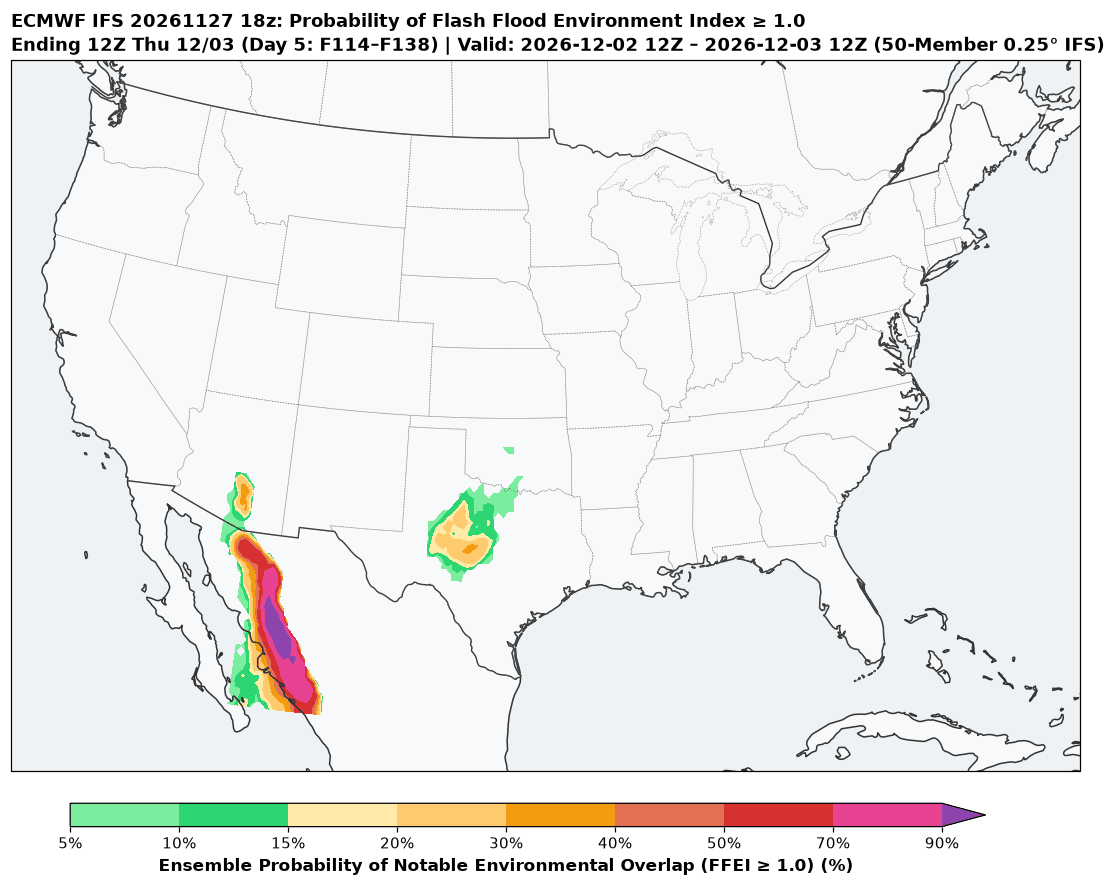 ECMWF IFS 20261127 18z: Probability of Flash Flood Environment Index ≥ 1.0
Ending 12Z Thu 12/03 (Day 5: F114–F138) | Valid: 2026-12-02 12Z – 2026-12-03 12Z (50-Member 0.25° IFS)
5% 10% 15% 20% 30% 40% 50% 70% 90%
Ensemble Probability of Notable Environmental Overlap (FFEI ≥ 1.0) (%)